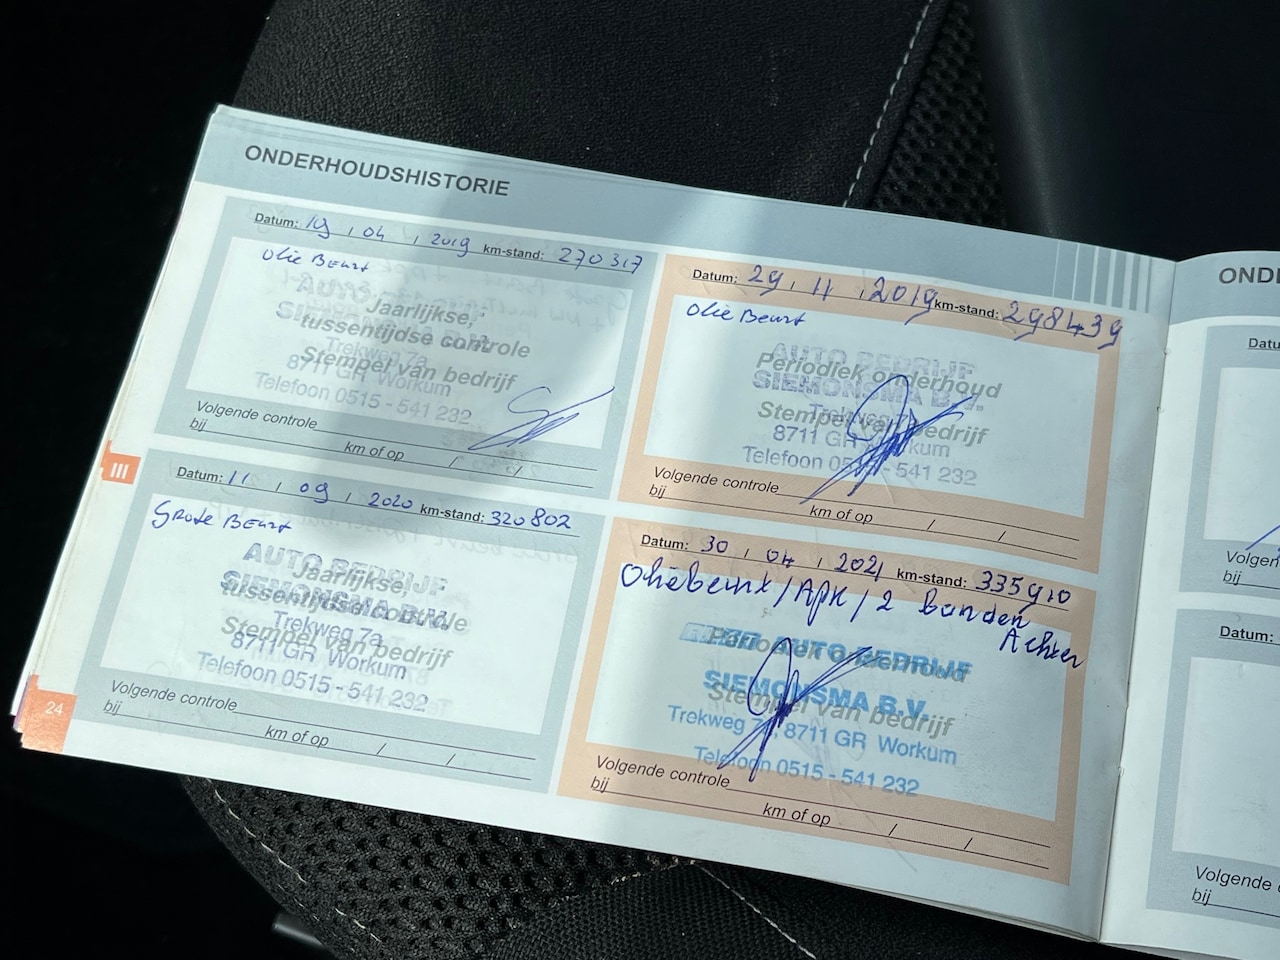 ONDERHOUDSHISTORIE
Datum: 19 / 04 / 2019 km-stand: 270317
Olie Beurt
Jaarlijkse,
tussentijdse controle
Trekweg 7a
Stempel van bedrijf
8711 GR Workum
Telefoon 0515 - 541 232
Volgende controle
bij
km of op / /
Datum: 29 / 11 / 2019 km-stand: 298439
Olie Beurt
AUTO BEDRIJF
Periodiek onderhoud
SIEMONSMA B.V.
Stempel van bedrijf
Trekweg 7a
8711 GR Workum
Telefoon 0515 - 541 232
Volgende controle
bij
km of op / /
III
Datum: 11 / 09 / 2020 km-stand: 320802
Grote Beurt
AUTO BEDRIJF
Jaarlijkse,
SIEMONSMA B.V.
tussentijdse controle
Trekweg 7a
Stempel van bedrijf
8711 GR Workum
Telefoon 0515 - 541 232
Volgende controle
bij
km of op / /
Datum: 30 / 04 / 2021 km-stand: 335910
Oliebeurt / Apk / 2 banden
Achter
AUTO BEDRIJF
Periodiek onderhoud
SIEMONSMA B.V.
Stempel van bedrijf
Trekweg 7a, 8711 GR Workum
Telefoon 0515 - 541 232
Volgende controle
bij
km of op / /
24
ONDE
Datu
Volgen
bij
Datum:
Volgende
bij